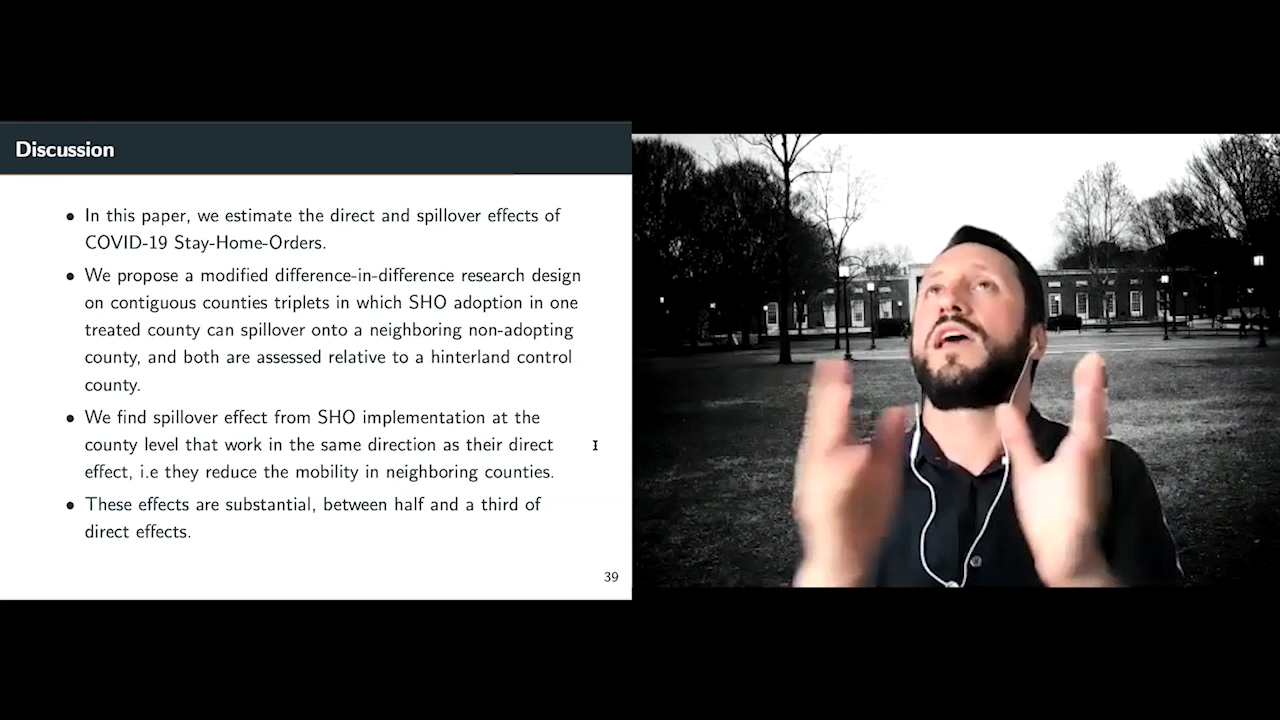 Discussion
• In this paper, we estimate the direct and spillover effects of
COVID-19 Stay-Home-Orders.
• We propose a modified difference-in-difference research design
on contiguous counties triplets in which SHO adoption in one
treated county can spillover onto a neighboring non-adopting
county, and both are assessed relative to a hinterland control
county.
• We find spillover effect from SHO implementation at the
county level that work in the same direction as their direct
effect, i.e they reduce the mobility in neighboring counties.
• These effects are substantial, between half and a third of
direct effects.
39